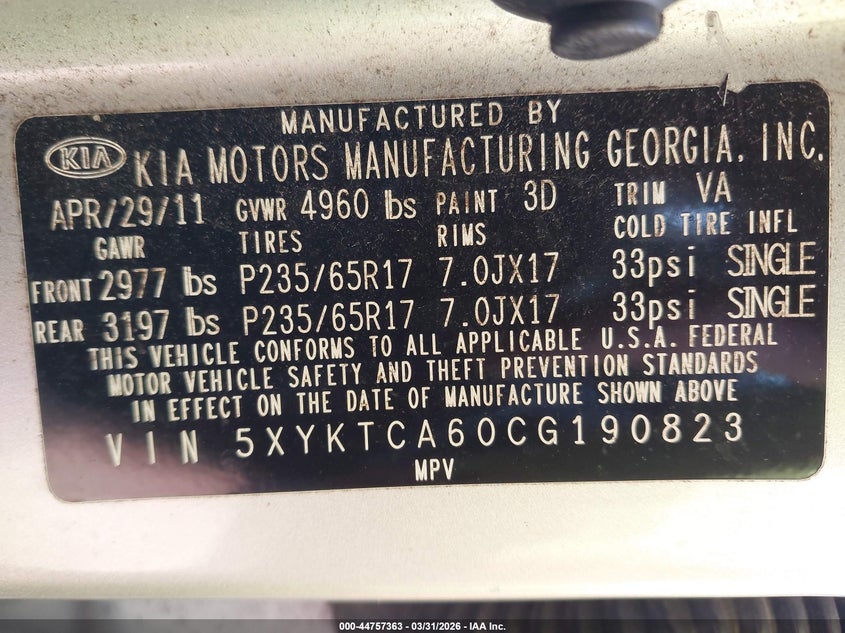 MANUFACTURED BY
KIA KIA MOTORS MANUFACTURING GEORGIA, INC.
APR/29/11 GVWR 4960 lbs PAINT 3D TRIM VA
GAWR TIRES RIMS COLD TIRE INFL
FRONT 2977 lbs P235/65R17 7.0JX17 33psi SINGLE
REAR 3197 lbs P235/65R17 7.0JX17 33psi SINGLE
THIS VEHICLE CONFORMS TO ALL APPLICABLE U.S.A. FEDERAL
MOTOR VEHICLE SAFETY AND THEFT PREVENTION STANDARDS
IN EFFECT ON THE DATE OF MANUFACTURE SHOWN ABOVE
VIN 5XYKTCA60CG190823
MPV
000-44757363 - 03/31/2026 - IAA Inc.